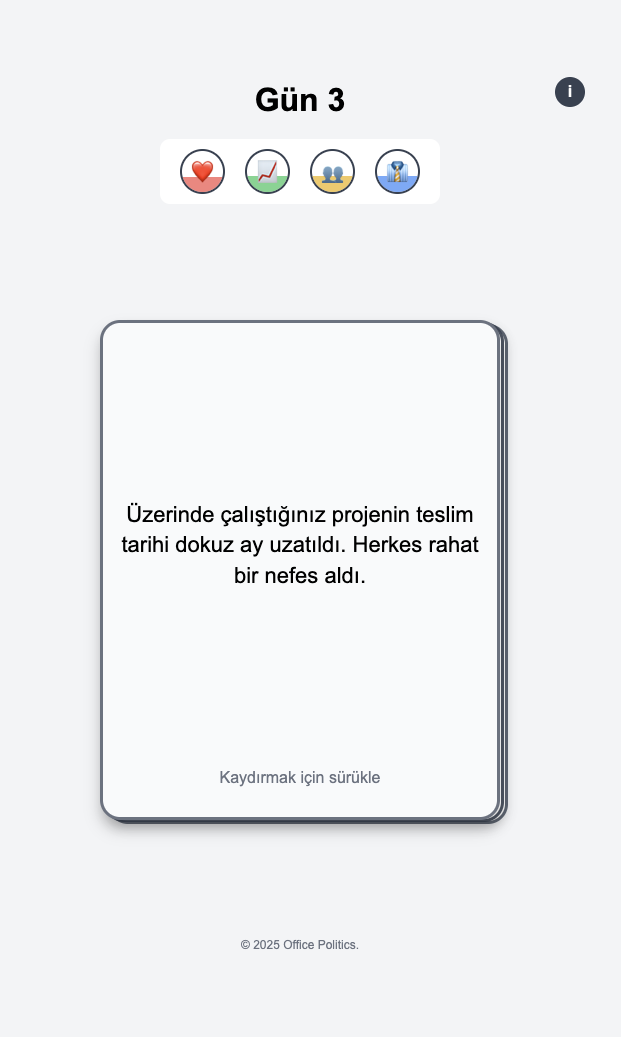 Gün 3
i
Üzerinde çalıştığınız projenin teslim
tarihi dokuz ay uzatıldı. Herkes rahat
bir nefes aldı.
Kaydırmak için sürükle
© 2025 Office Politics.